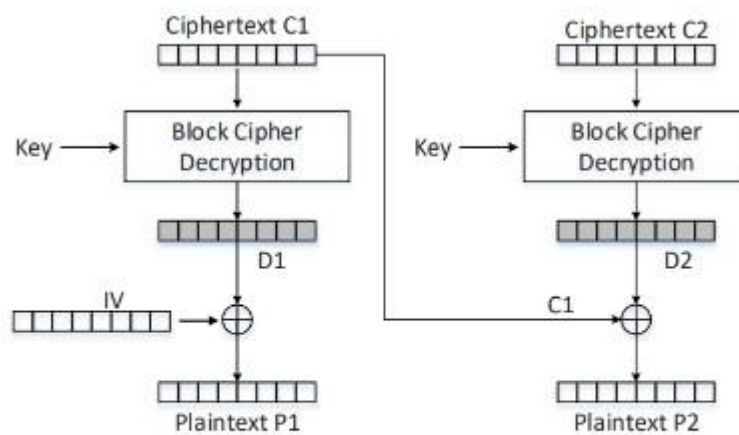 Ciphertext C1
Ciphertext C2
Key
Block Cipher
Decryption
Key
Block Cipher
Decryption
D1
D2
IV
C1
Plaintext P1
Plaintext P2